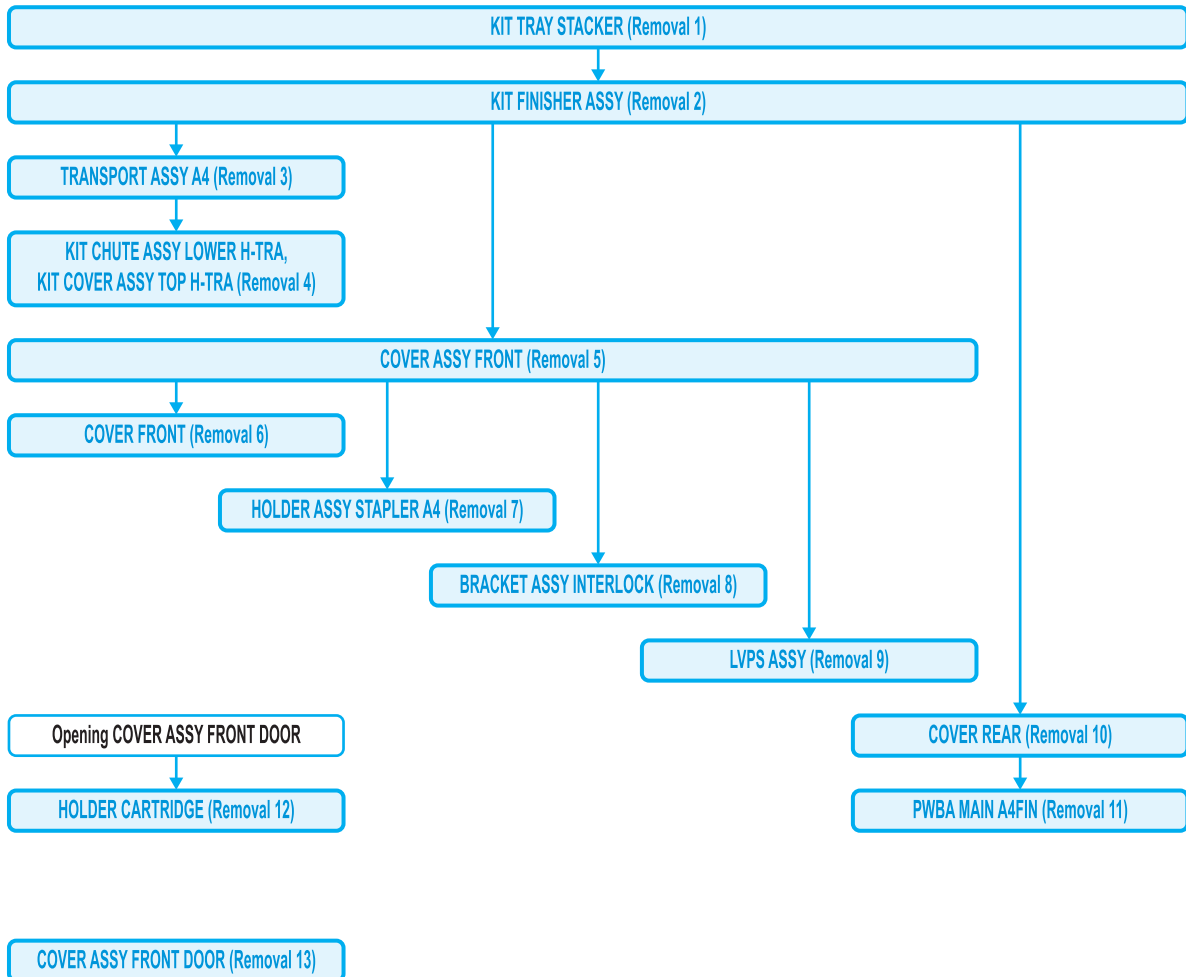 KIT TRAY STACKER (Removal 1)
KIT FINISHER ASSY (Removal 2)
TRANSPORT ASSY A4 (Removal 3)
KIT CHUTE ASSY LOWER H-TRA,
KIT COVER ASSY TOP H-TRA (Removal 4)
COVER ASSY FRONT (Removal 5)
COVER FRONT (Removal 6)
HOLDER ASSY STAPLER A4 (Removal 7)
BRACKET ASSY INTERLOCK (Removal 8)
LVPS ASSY (Removal 9)
Opening COVER ASSY FRONT DOOR
COVER REAR (Removal 10)
HOLDER CARTRIDGE (Removal 12)
PWBA MAIN A4FIN (Removal 11)
COVER ASSY FRONT DOOR (Removal 13)